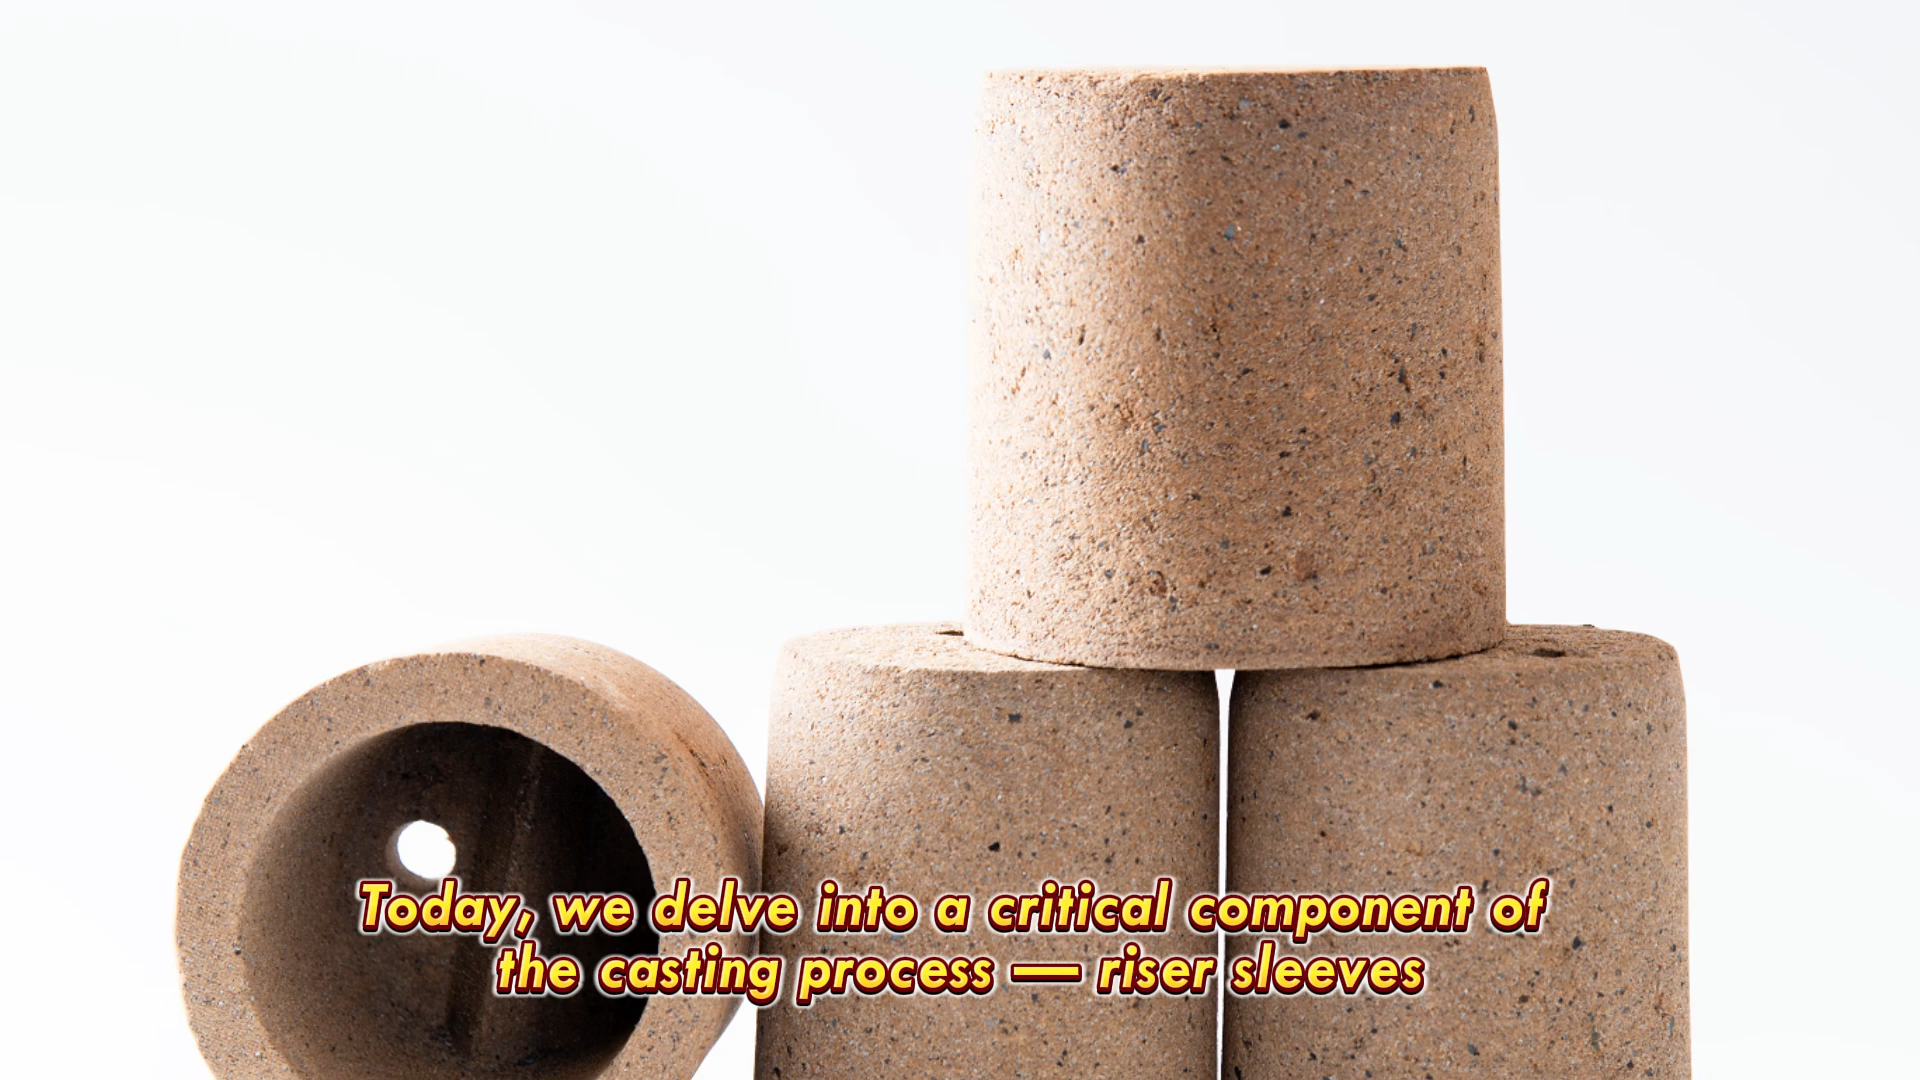 Today, we delve into a critical component of
the casting process — riser sleeves